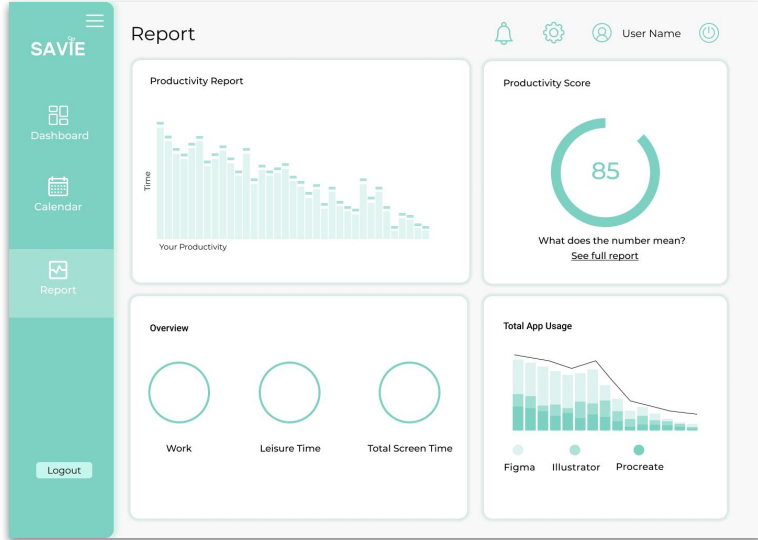 SAVIE
Dashboard
Calendar
Report
Logout
Report
User Name
Productivity Report
Time
Your Productivity
Productivity Score
85
What does the number mean?
See full report
Overview
Work
Leisure Time
Total Screen Time
Total App Usage
Figma
Illustrator
Procreate